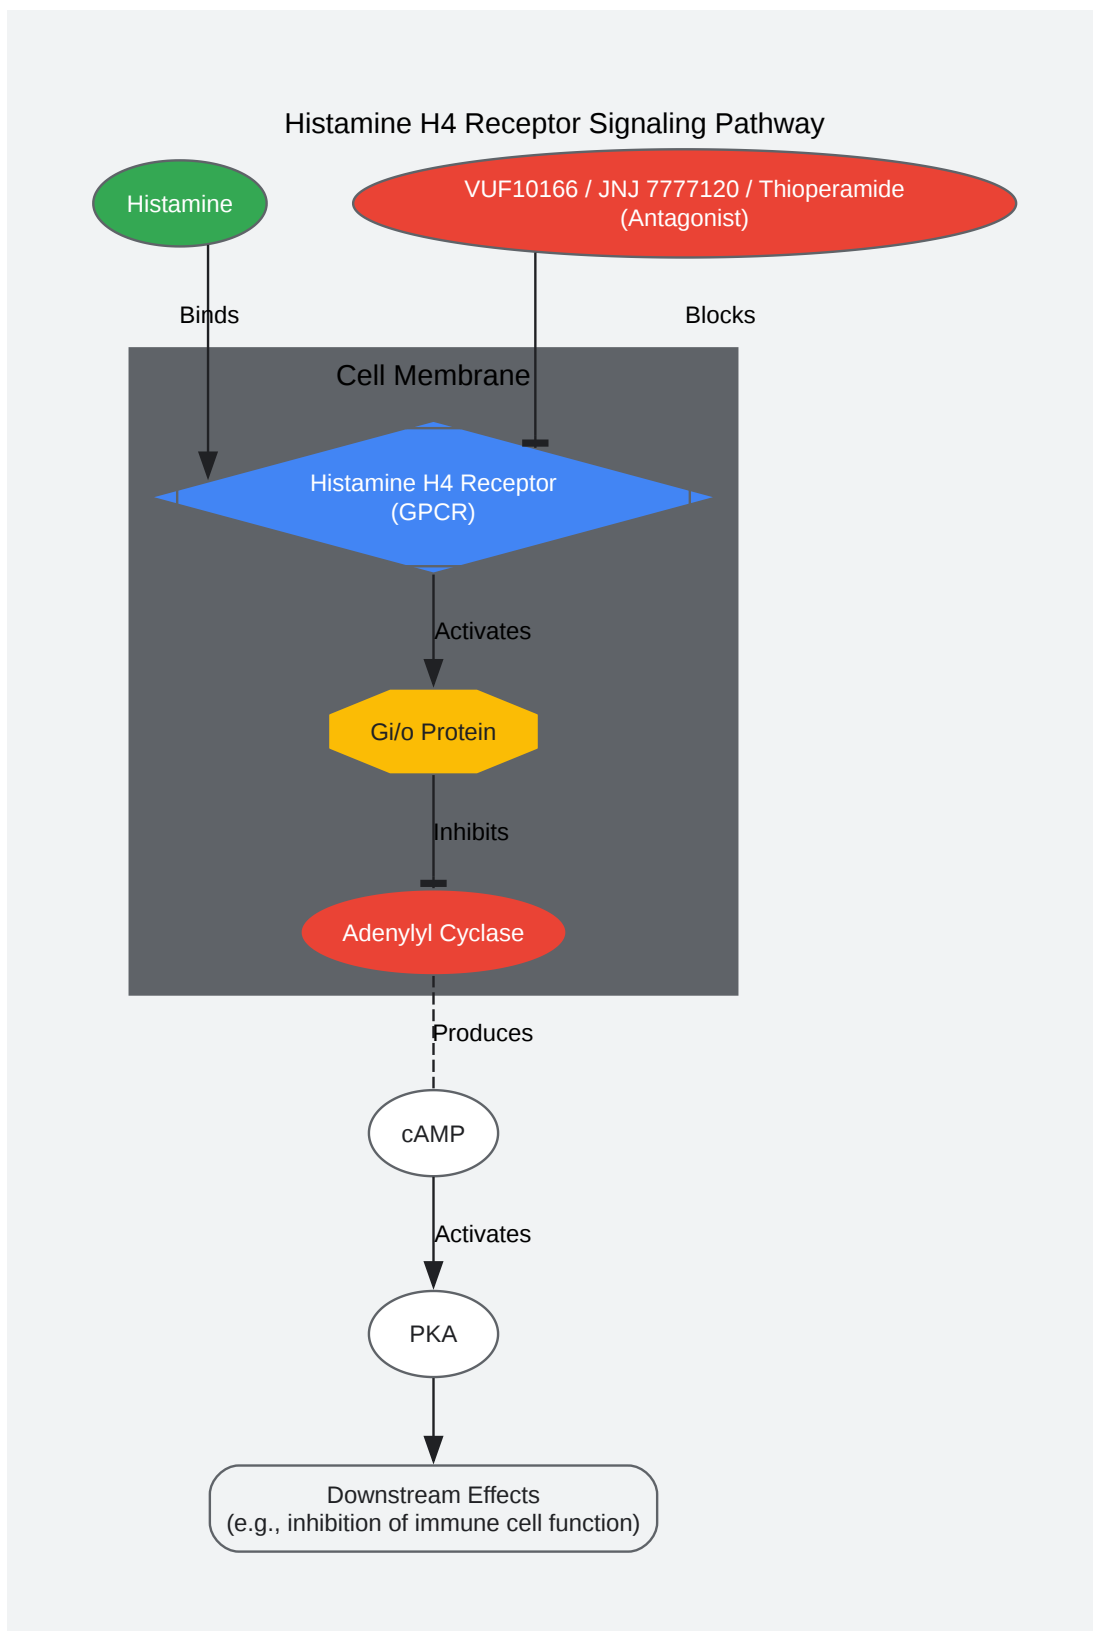 Histamine H4 Receptor Signaling Pathway
Histamine
VUF10166 / JNJ 7777120 / Thioperamide
(Antagonist)
Binds
Blocks
Cell Membrane
Histamine H4 Receptor
(GPCR)
Activates
Gi/o Protein
Inhibits
Adenylyl Cyclase
Produces
cAMP
Activates
PKA
Downstream Effects
(e.g., inhibition of immune cell function)